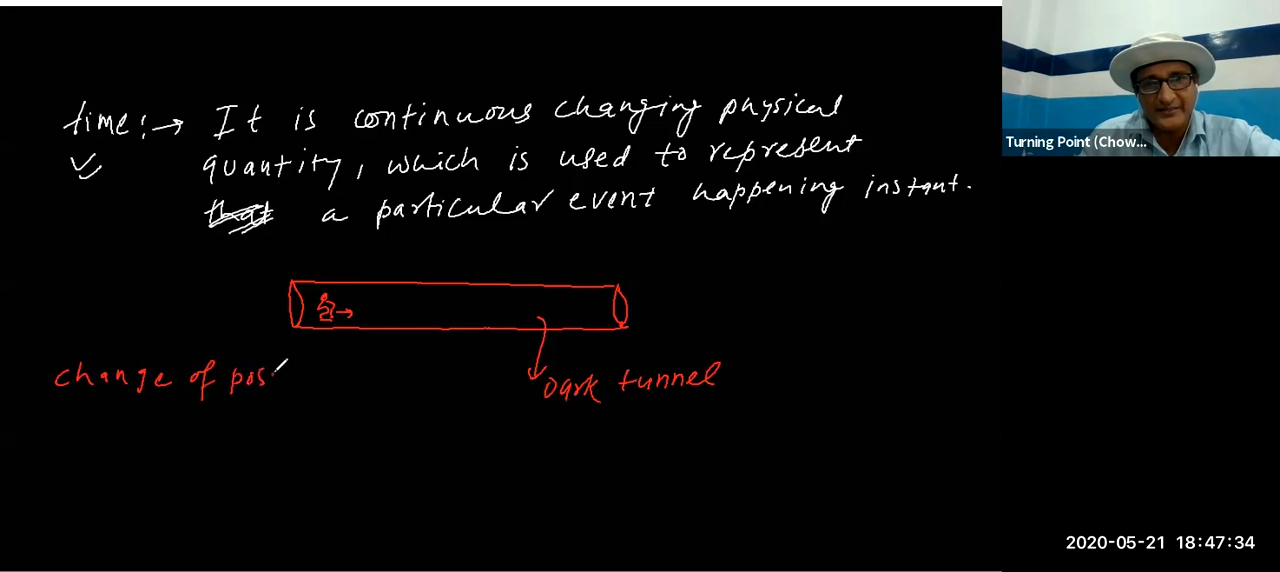 time:→ It is continuous changing physical
quantity, which is used to represent
a particular event happening instant.
change of pos
Dark tunnel
Turning Point (Chow...
2020-05-21 18:47:34